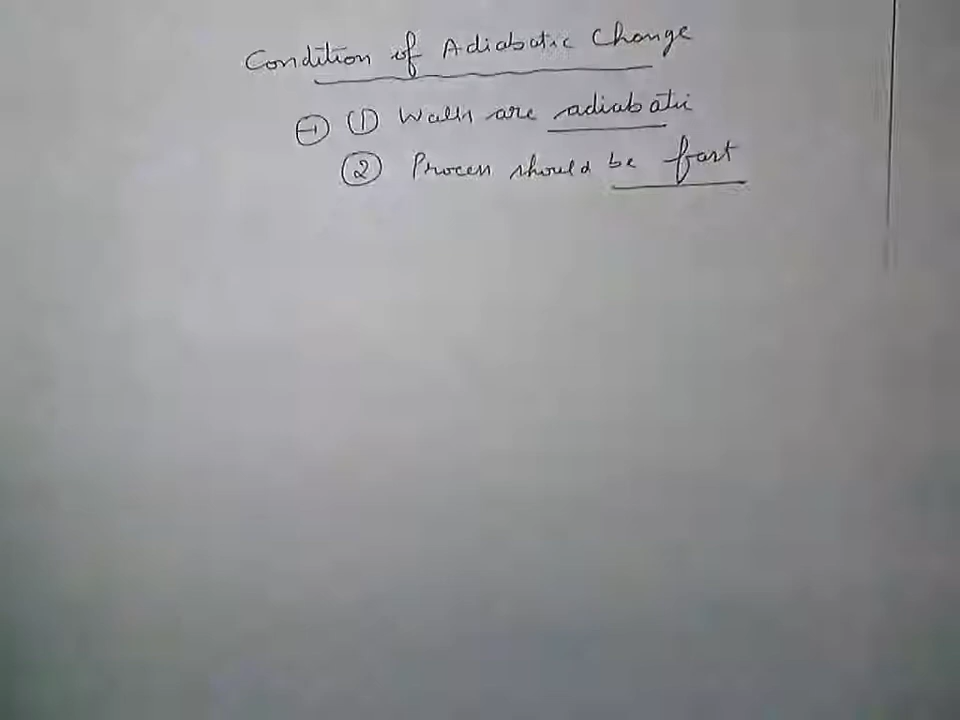 Condition of Adiabatic Change
→ ① Walls are adiabatic
② Process should be fast